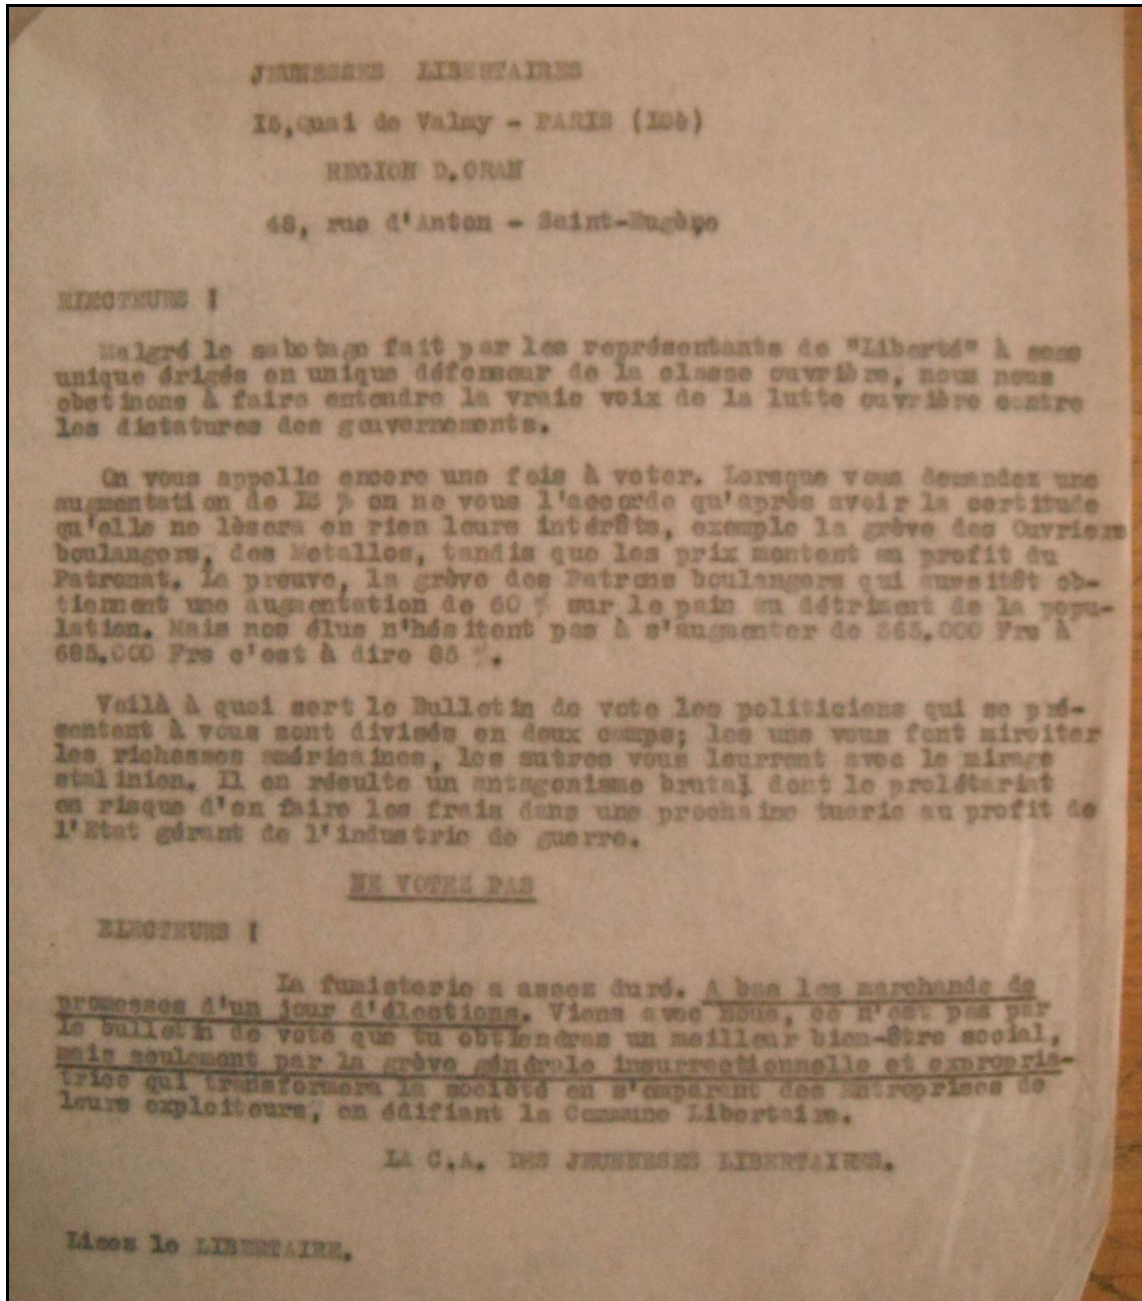 JEUNESSES LIBERTAIRES
I5,Quai de Valmy - PARIS (I0è)
REGION D.ORAN
48, rue d'Anton - Saint-Eugène
ELECTEURS !
Malgré le sabotage fait par les représentants de "Liberté" à sens
unique érigés en unique défenseur de la classe ouvrière, nous nous
obstinons à faire entendre la vraie voix de la lutte ouvrière contre
les distatures des gouvernements.
On vous appelle encore une fois à voter. Lorsque vous demandez une
augmentation de I5 % on ne vous l'accorde qu'après avoir la certitude
qu'elle ne lèsera en rien leurs intérêts, exemple la grève des Ouvriers
boulangers, des Metallos, tandis que les prix montent au profit du
Patronat. La preuve, la grève des Patrons boulangers qui aussitôt ob-
tiennent une augmentation de 60 % sur le pain au détriment de la popu-
lation. Mais nos élus n'hésitent pas à s'augmenter de 365.000 Frs à
685.000 Frs c'est à dire 85 %.
Voilà à quoi sert le Bulletin de vote les politiciens qui se pré-
sentent à vous sont divisés en deux camps; les uns vous font miroiter
les richesses américaines, les autres vous leurrent avec le mirage
stalinien. Il en résulte un antagonisme brutal dont le prolétariat
en risque d'en faire les frais dans une prochaine tuerie au profit de
l'Etat gérant de l'industrie de guerre.
NE VOTEZ PAS
ELECTEURS !
La fumisterie a assez duré. A bas les marchands de
promesses d'un jour d'élections. Viens avec nous, ce n'est pas par
le bulletin de vote que tu obtiendras un meilleur bien-être social,
mais seulement par la grève générale insurrectionnelle et expropria-
trice qui transformera la société en s'emparant des Entreprises de
leurs exploiteurs, en édifiant la Commune Libertaire.
LA C.A. DES JEUNESES LIBERTAIRES.
Lisez le LIBERTAIRE.